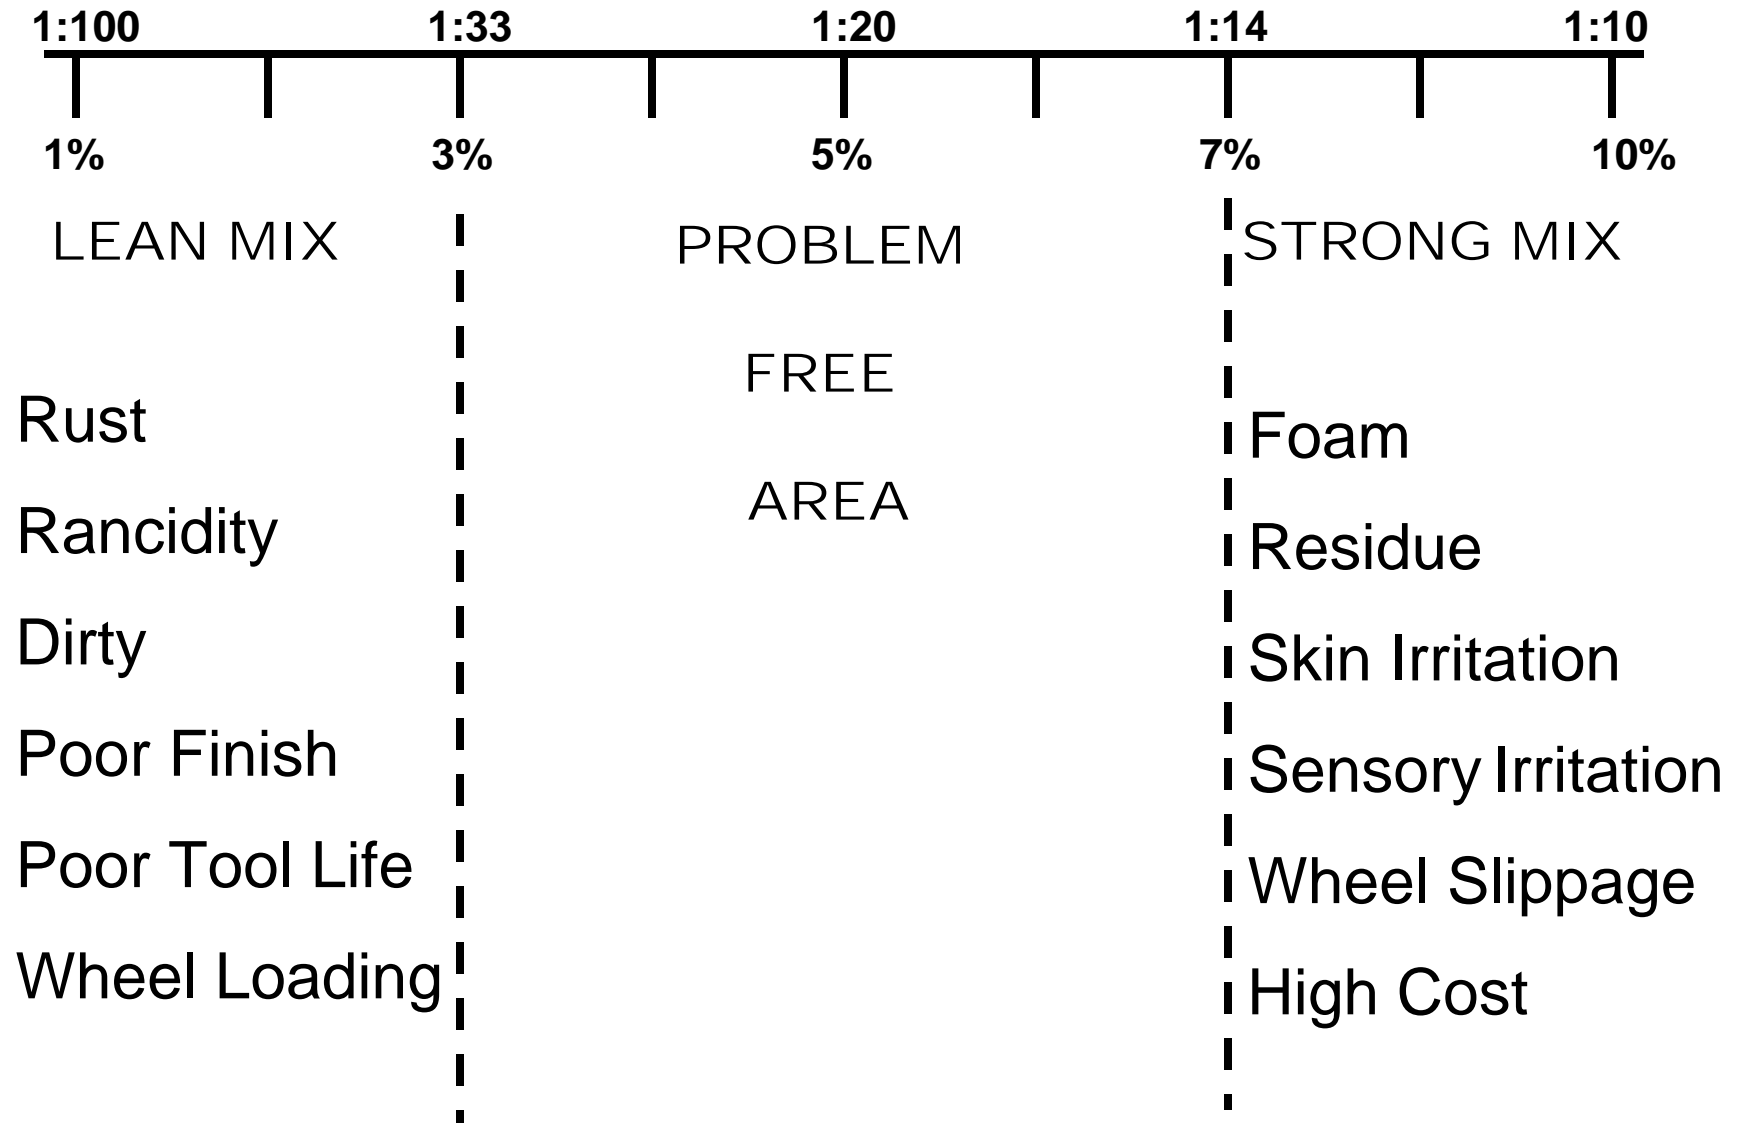 1:100 1:33 1:20 1:14 1:10
1% 3% 5% 7% 10%
LEAN MIX
PROBLEM
FREE
AREA
STRONG MIX
Rust
Rancidity
Dirty
Poor Finish
Poor Tool Life
Wheel Loading
Foam
Residue
Skin Irritation
Sensory Irritation
Wheel Slippage
High Cost